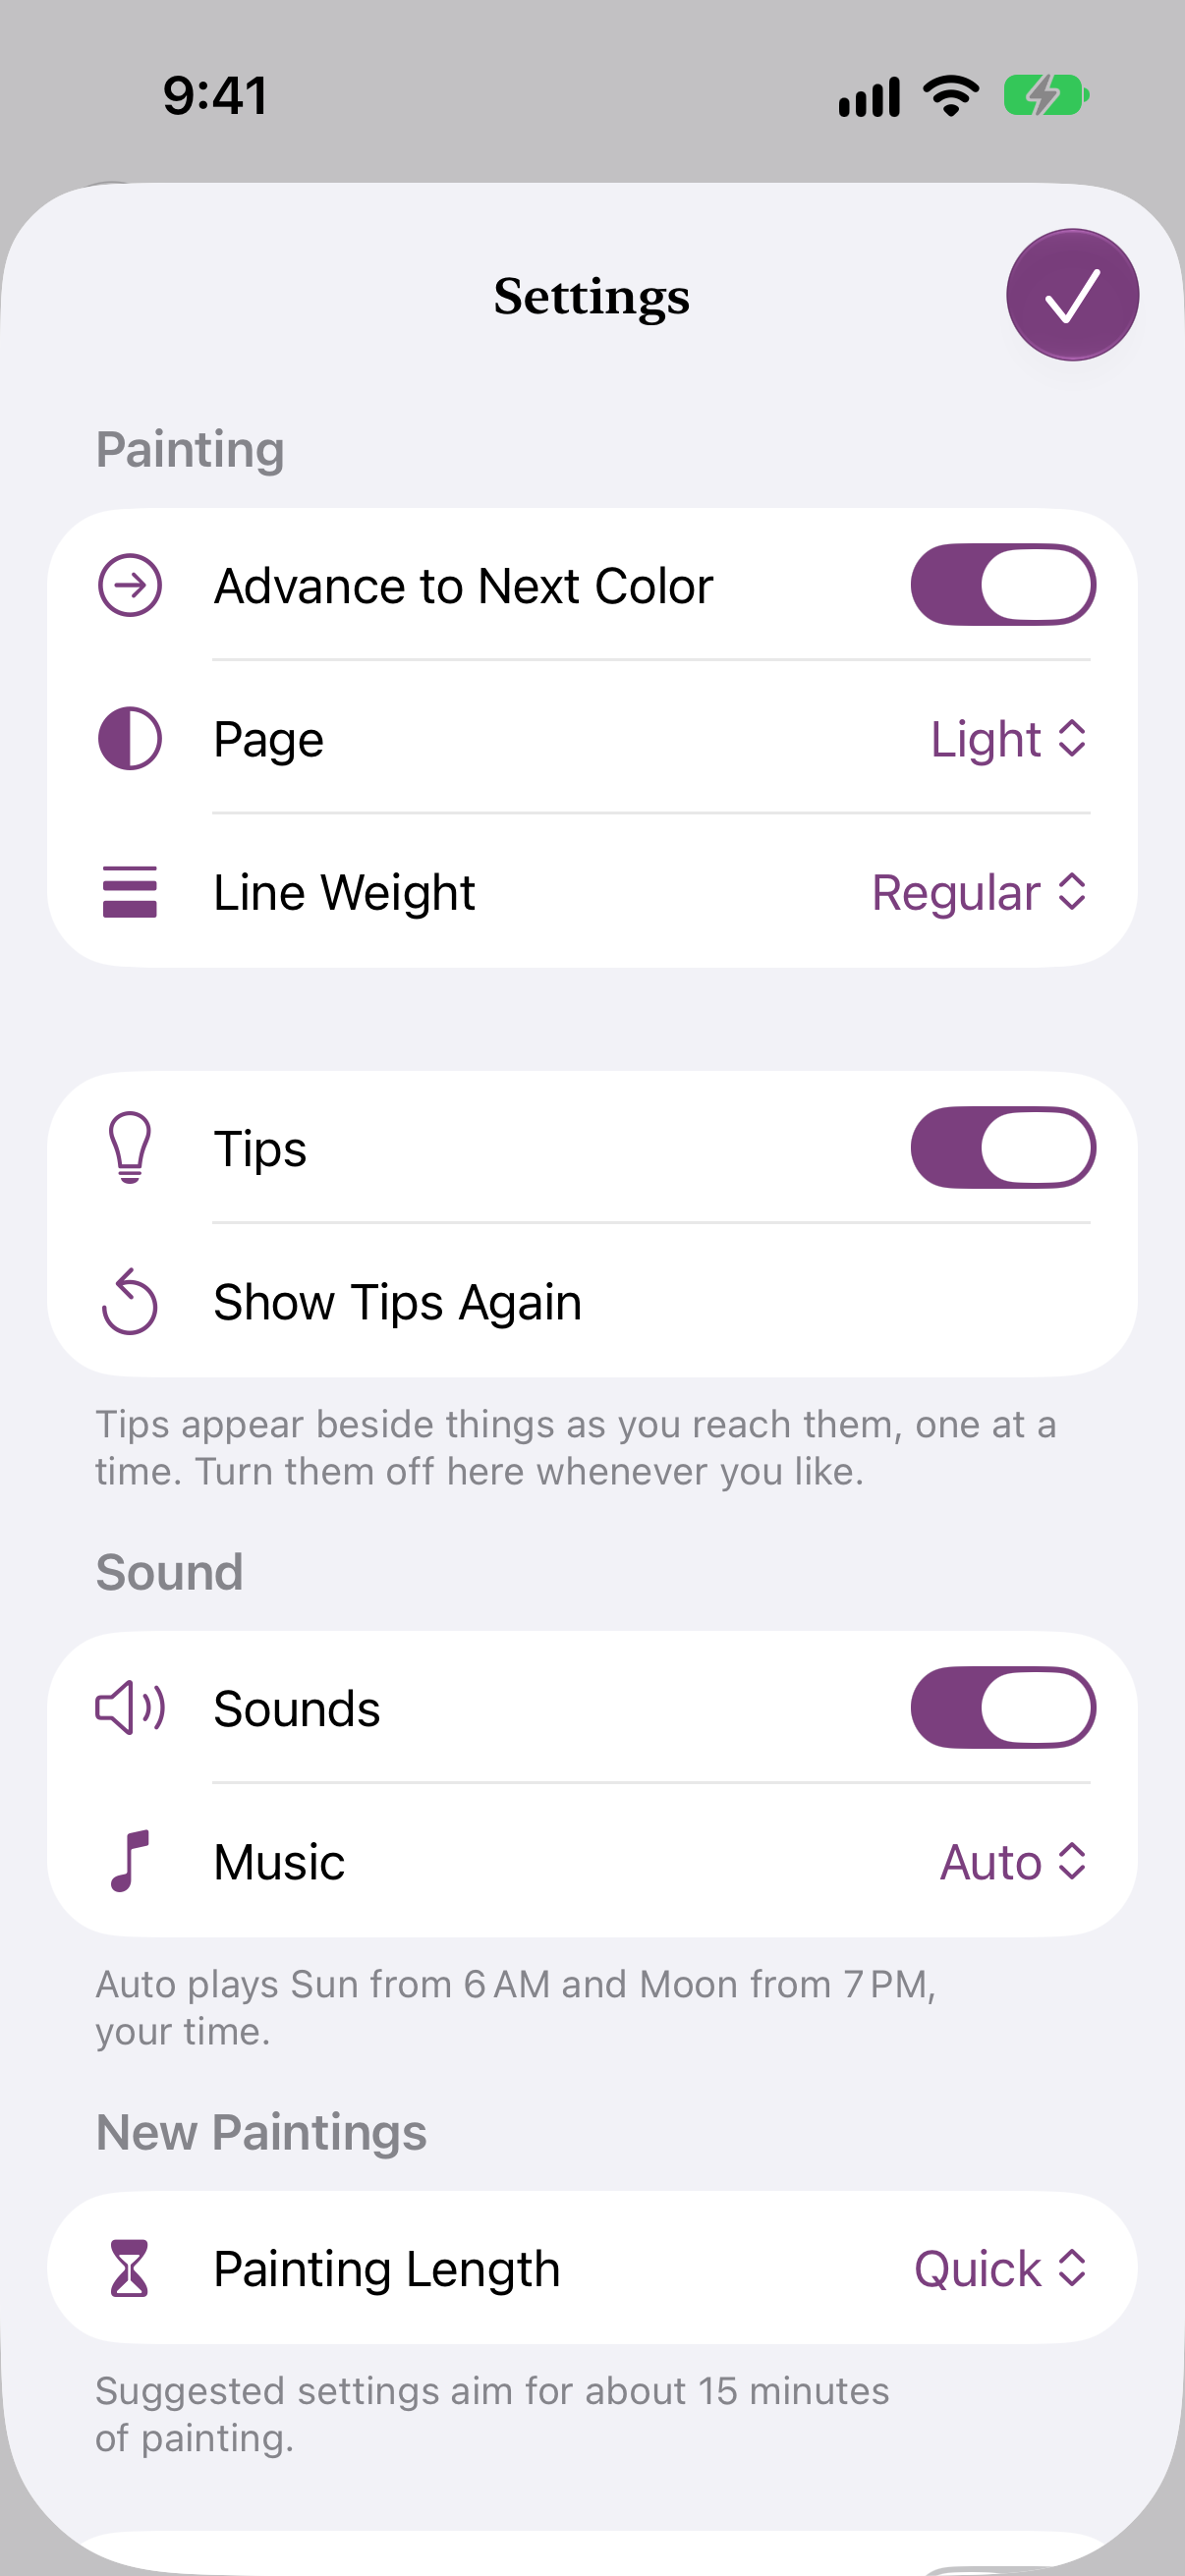 9:41
Settings
Painting
Advance to Next Color
Page
Light
Line Weight
Regular
Tips
Show Tips Again
Tips appear beside things as you reach them, one at a
time. Turn them off here whenever you like.
Sound
Sounds
Music
Auto
Auto plays Sun from 6 AM and Moon from 7 PM,
your time.
New Paintings
Painting Length
Quick
Suggested settings aim for about 15 minutes
of painting.